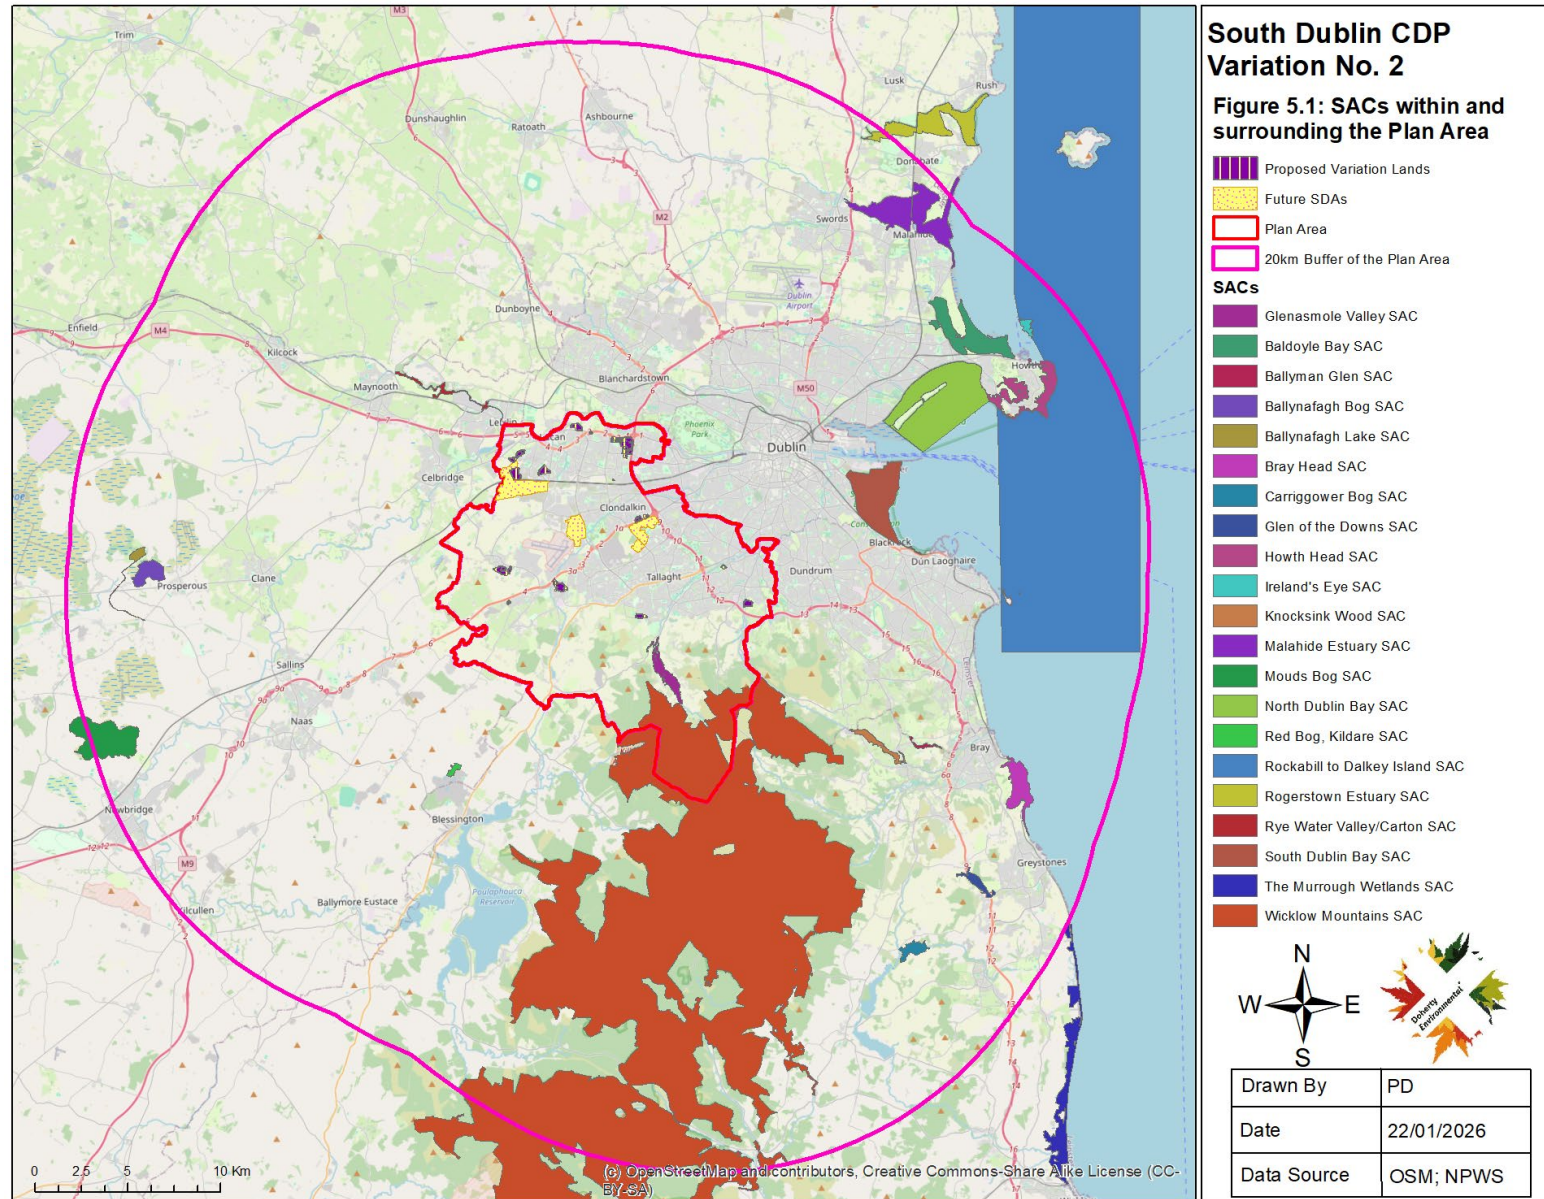 South Dublin CDP
Variation No. 2
Figure 5.1: SACs within and
surrounding the Plan Area
Proposed Variation Lands
Future SDAs
Plan Area
20km Buffer of the Plan Area
SACs
Glenasmole Valley SAC
Baldoyle Bay SAC
Ballyman Glen SAC
Ballynafagh Bog SAC
Ballynafagh Lake SAC
Bray Head SAC
Carriggower Bog SAC
Glen of the Downs SAC
Howth Head SAC
Ireland's Eye SAC
Knocksink Wood SAC
Malahide Estuary SAC
Mouds Bog SAC
North Dublin Bay SAC
Red Bog, Kildare SAC
Rockabill to Dalkey Island SAC
Rogerstown Estuary SAC
Rye Water Valley/Carton SAC
South Dublin Bay SAC
The Murrough Wetlands SAC
Wicklow Mountains SAC
N
W E
S
Doherty
Environmental
Drawn By PD
Date 22/01/2026
Data Source OSM; NPWS
M3
Trim
Lusk
Rush
Dunshaughlin
Ratoath
Ashbourne
Donabate
M2
Swords
Malahide
Dublin
Airport
Dunboyne
Enfield
M4
Kilcock
Maynooth
Blanchardstown
M50
Howth
Phoenix
Park
Dublin
Celbridge
Clondalkin
Blackrock
Dun Laoghaire
Prosperous
Clane
Tallaght
Dundrum
Sallins
Naas
Bray
Newbridge
Blessington
M9
Greystones
Poulaphouca
Reservoir
Ballymore Eustace
Kilcullen
0 2.5 5 10 Km
(c) OpenStreetMap and contributors, Creative Commons-Share Alike License (CC-
BY-SA)